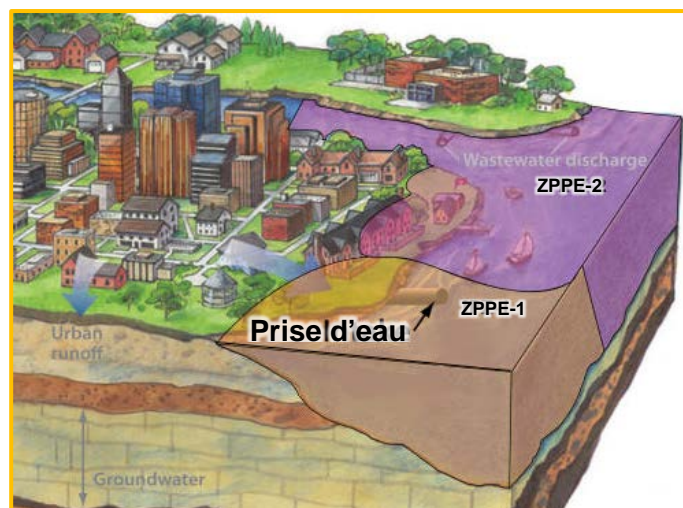 Wastewater discharge
ZPPE-2
ZPPE-1
Prise d'eau
Urban
runoff
Groundwater